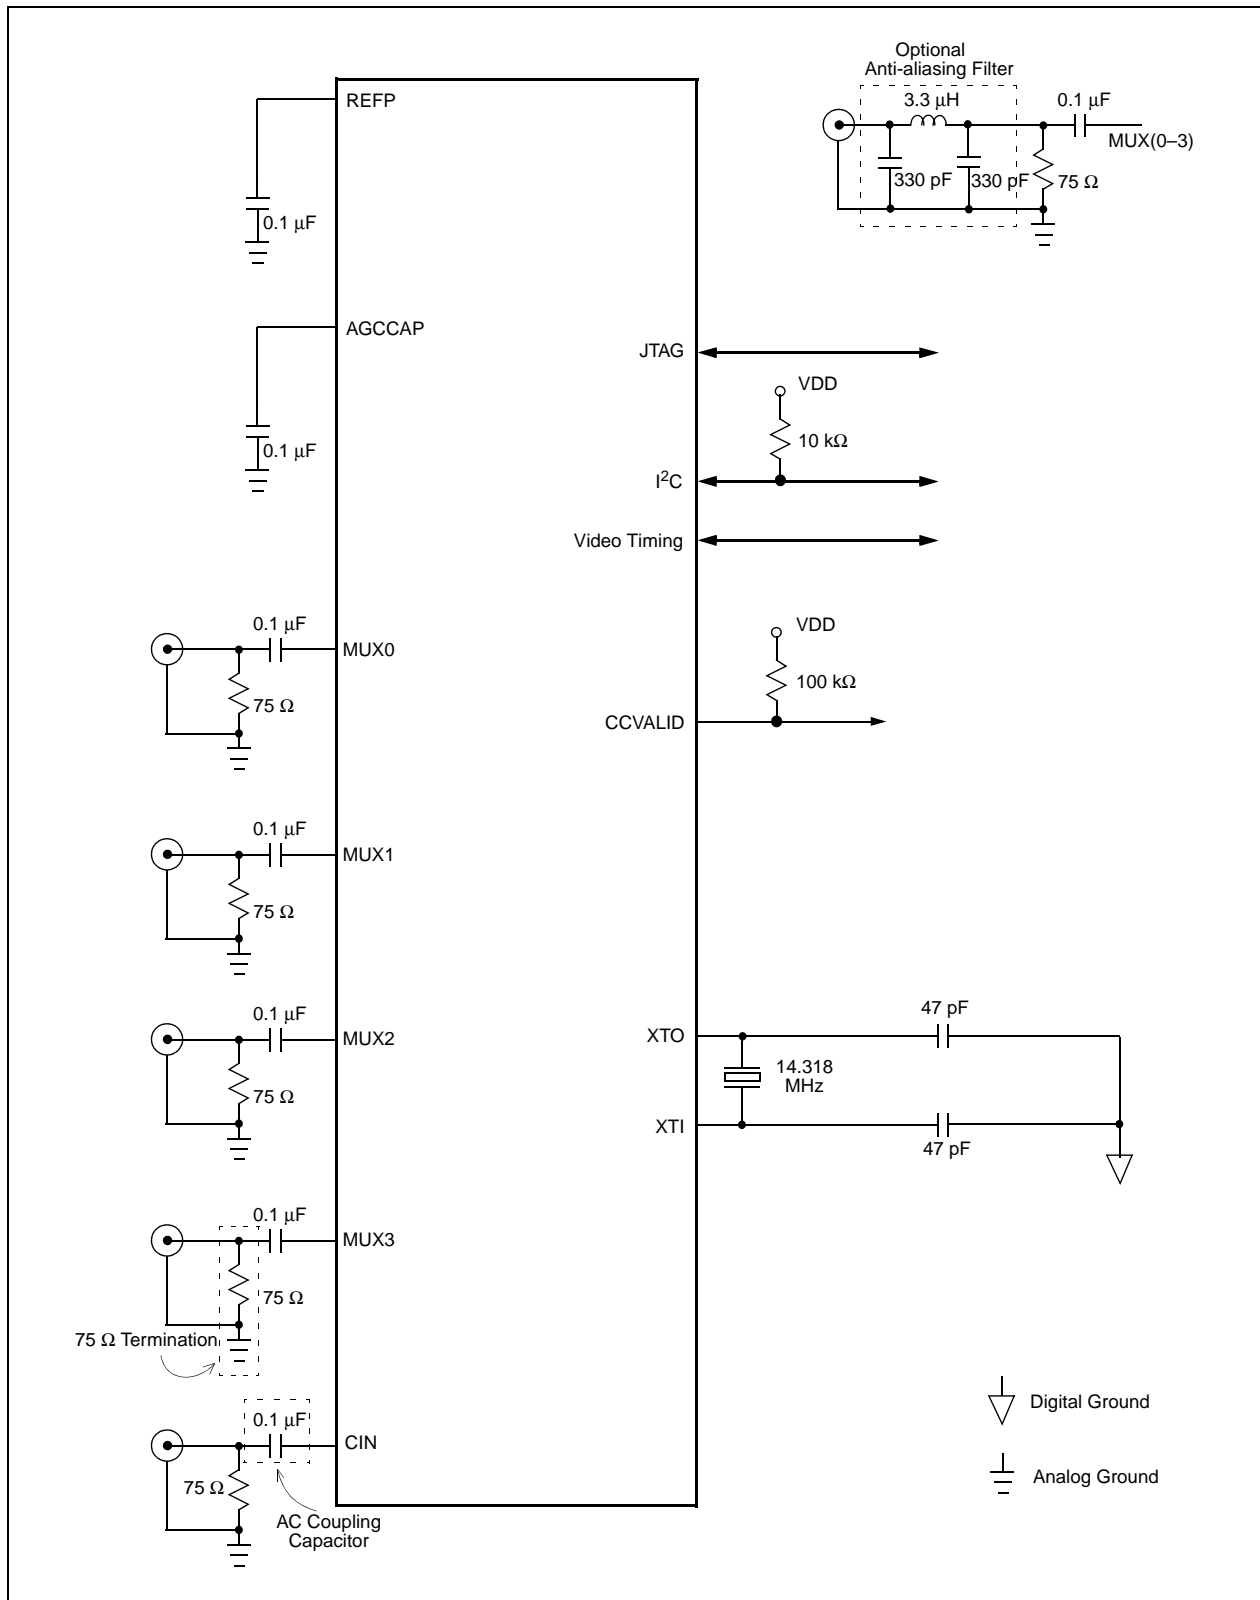 Optional
Anti-aliasing Filter
3.3 μH
0.1 μF
MUX(0–3)
330 pF
330 pF
75 Ω
REFP
0.1 μF
AGCCAP
0.1 μF
JTAG
VDD
10 kΩ
I²C
Video Timing
VDD
100 kΩ
CCVALID
0.1 μF
MUX0
75 Ω
0.1 μF
MUX1
75 Ω
0.1 μF
MUX2
75 Ω
XTO
47 pF
14.318
MHz
XTI
47 pF
0.1 μF
MUX3
75 Ω
75 Ω Termination
0.1 μF
CIN
75 Ω
AC Coupling
Capacitor
Digital Ground
Analog Ground